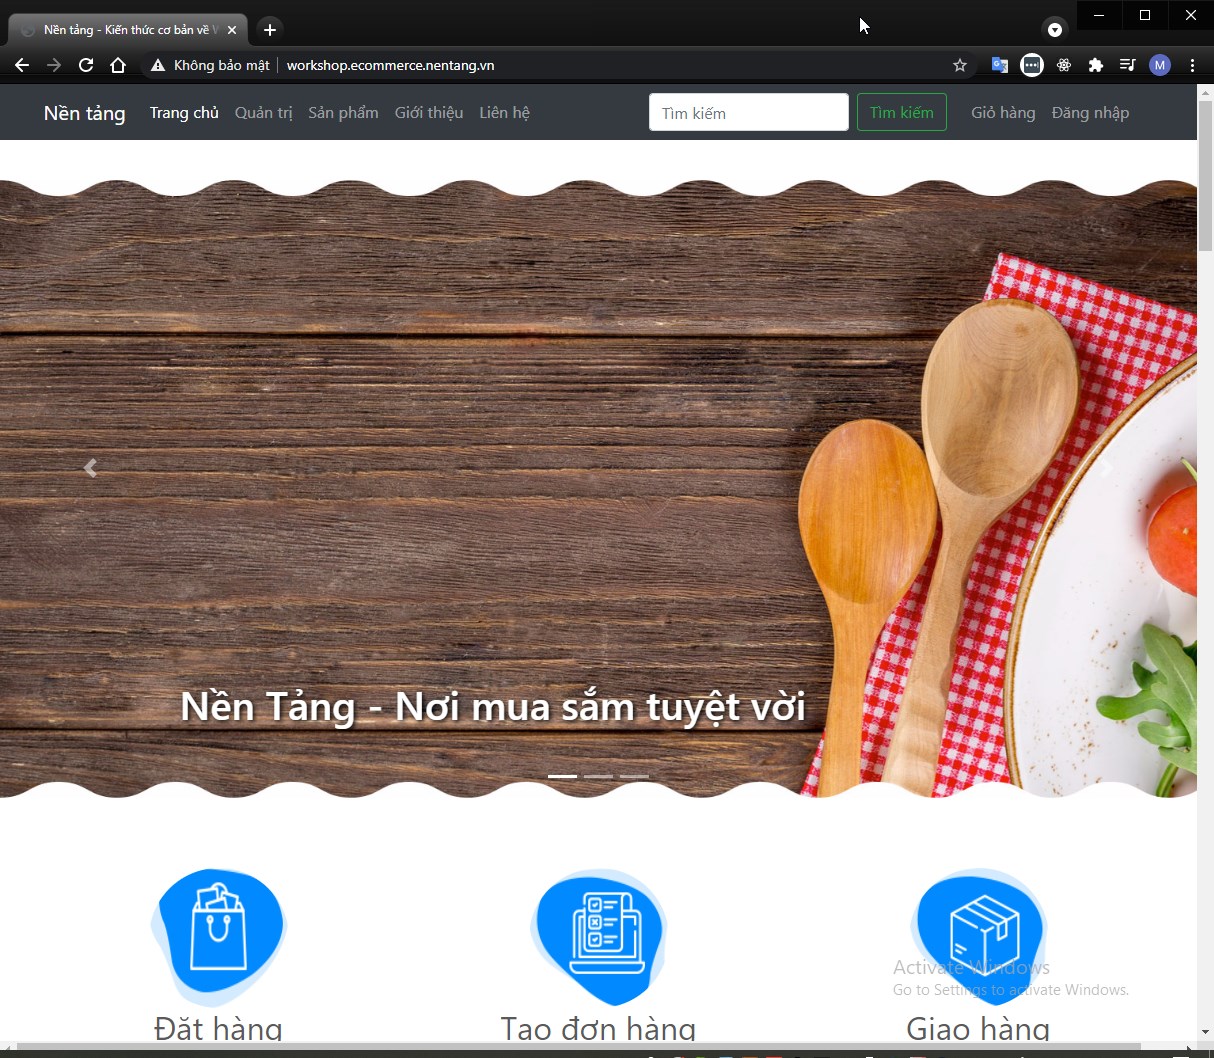 Nền tảng - Kiến thức cơ bản về
Không bảo mật
workshop.ecommerce.nentang.vn
M
Nền tảng
Trang chủ
Quản trị
Sản phẩm
Giới thiệu
Liên hệ
Tìm kiếm
Tìm kiếm
Giỏ hàng
Đăng nhập
Nền Tảng - Nơi mua sắm tuyệt vời
Activate Windows
Go to Settings to activate Windows.
Đặt hàng
Tạo đơn hàng
Giao hàng